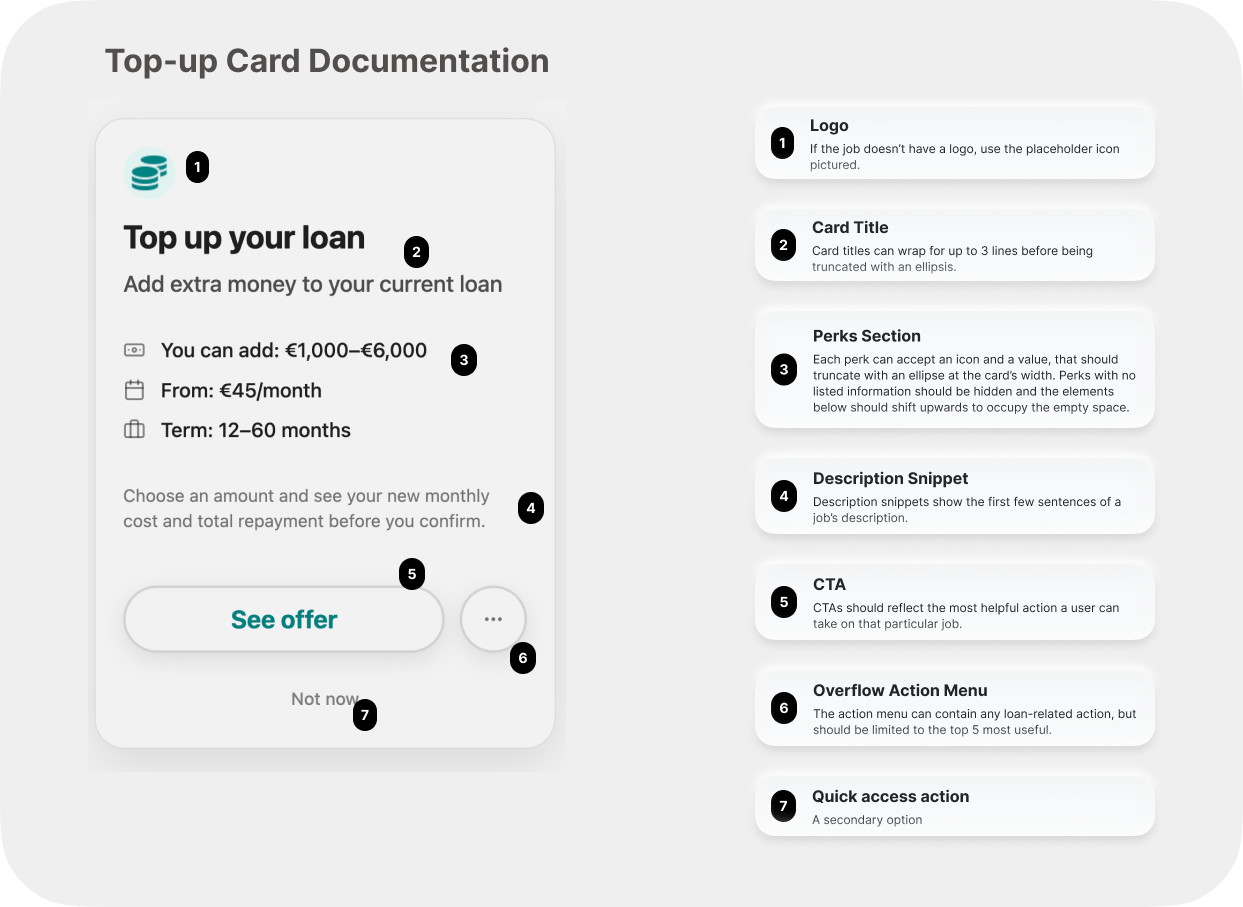 Top-up Card Documentation
1
Top up your loan
2
Add extra money to your current loan
You can add: €1,000–€6,000
3
From: €45/month
Term: 12–60 months
Choose an amount and see your new monthly
cost and total repayment before you confirm.
4
5
See offer
...
6
Not now
7
1
Logo
If the job doesn’t have a logo, use the placeholder icon
pictured.
2
Card Title
Card titles can wrap for up to 3 lines before being
truncated with an ellipsis.
3
Perks Section
Each perk can accept an icon and a value, that should
truncate with an ellipse at the card’s width. Perks with no
listed information should be hidden and the elements
below should shift upwards to occupy the empty space.
4
Description Snippet
Description snippets show the first few sentences of a
job’s description.
5
CTA
CTAs should reflect the most helpful action a user can
take on that particular job.
6
Overflow Action Menu
The action menu can contain any loan-related action, but
should be limited to the top 5 most useful.
7
Quick access action
A secondary option